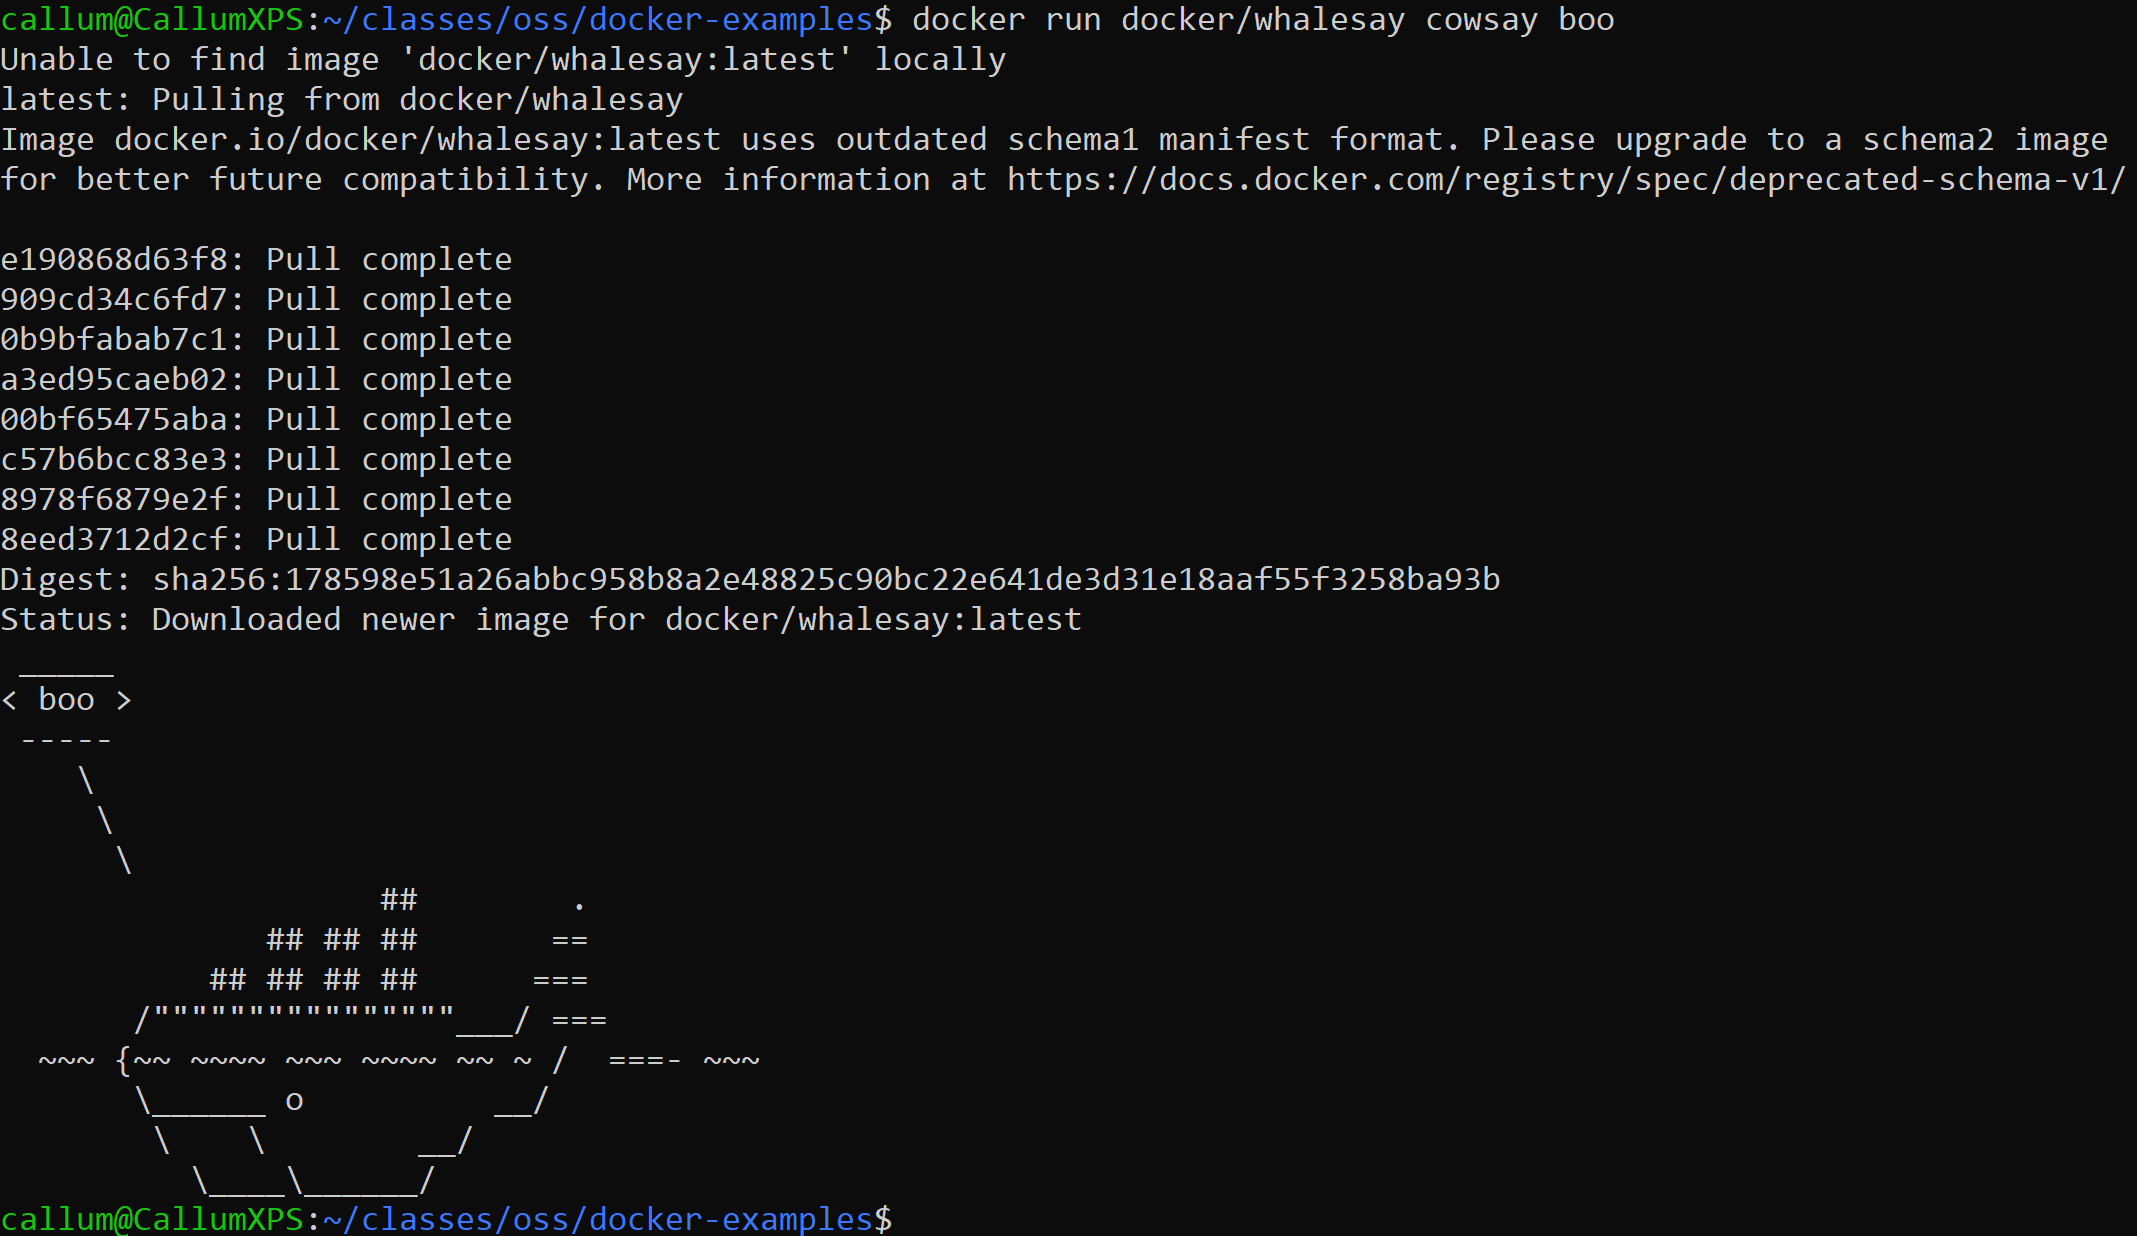 callum@CallumXPS:~/classes/oss/docker-examples$ docker run docker/whalesay cowsay boo
Unable to find image 'docker/whalesay:latest' locally
latest: Pulling from docker/whalesay
Image docker.io/docker/whalesay:latest uses outdated schema1 manifest format. Please upgrade to a schema2 image
for better future compatibility. More information at https://docs.docker.com/registry/spec/deprecated-schema-v1/

e190868d63f8: Pull complete
909cd34c6fd7: Pull complete
0b9bfabab7c1: Pull complete
a3ed95caeb02: Pull complete
00bf65475aba: Pull complete
c57b6bcc83e3: Pull complete
8978f6879e2f: Pull complete
8eed3712d2cf: Pull complete
Digest: sha256:178598e51a26abbc958b8a2e48825c90bc22e641de3d31e18aaf55f3258ba93b
Status: Downloaded newer image for docker/whalesay:latest
 _____
< boo >
 -----
    \
     \
      \
                    ##        .
              ## ## ##       ==
           ## ## ## ##      ===
       /""""""""""""""""___/ ===
  ~~~ {~~ ~~~~ ~~~ ~~~~ ~~ ~ /  ===- ~~~
       \______ o          __/
        \    \        __/
          \____\______/
callum@CallumXPS:~/classes/oss/docker-examples$